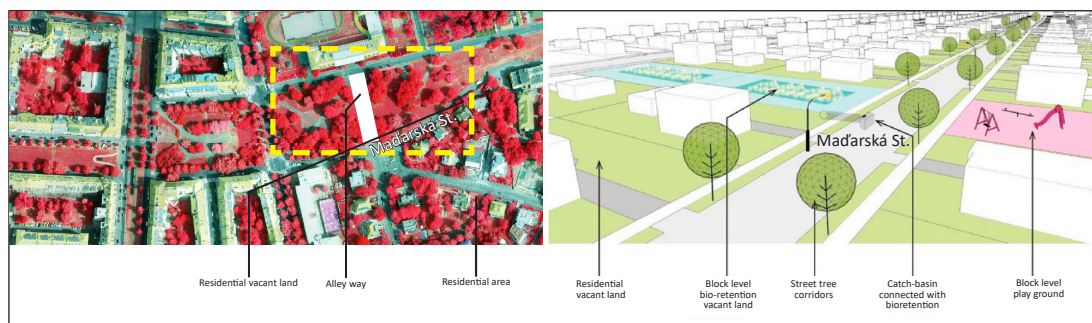 Maďarská St.
Residential vacant land
Alley way
Residential area
Maďarská St.
Residential
vacant land
Block level
bio-retention
vacant land
Street tree
corridors
Catch-basin
connected with
bioretention
Block level
play ground